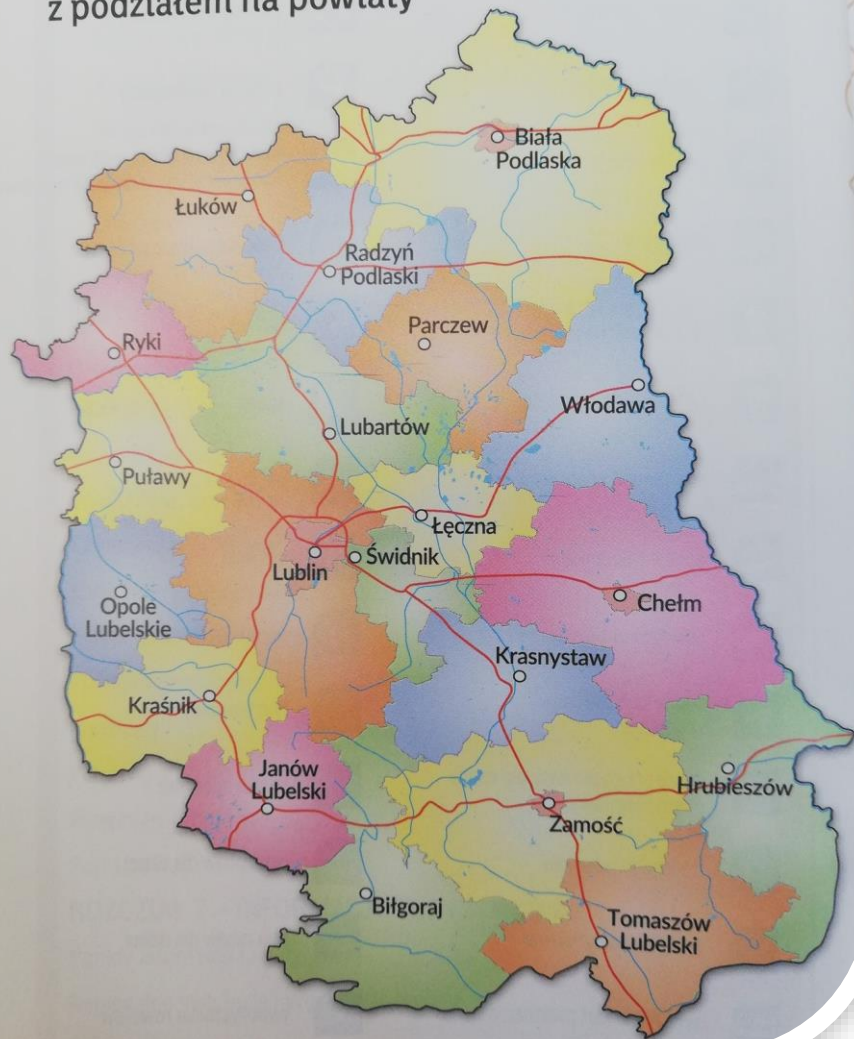 z podziałem na powiaty
Biała
Podlaska
Łuków
Radzyń
Podlaski
Parczew
Ryki
Włodawa
Lubartów
Puławy
Łęczna
Świdnik
Lublin
Opole
Lubelskie
Chełm
Krasnystaw
Kraśnik
Janów
Lubelski
Hrubieszów
Zamość
Biłgoraj
Tomaszów
Lubelski